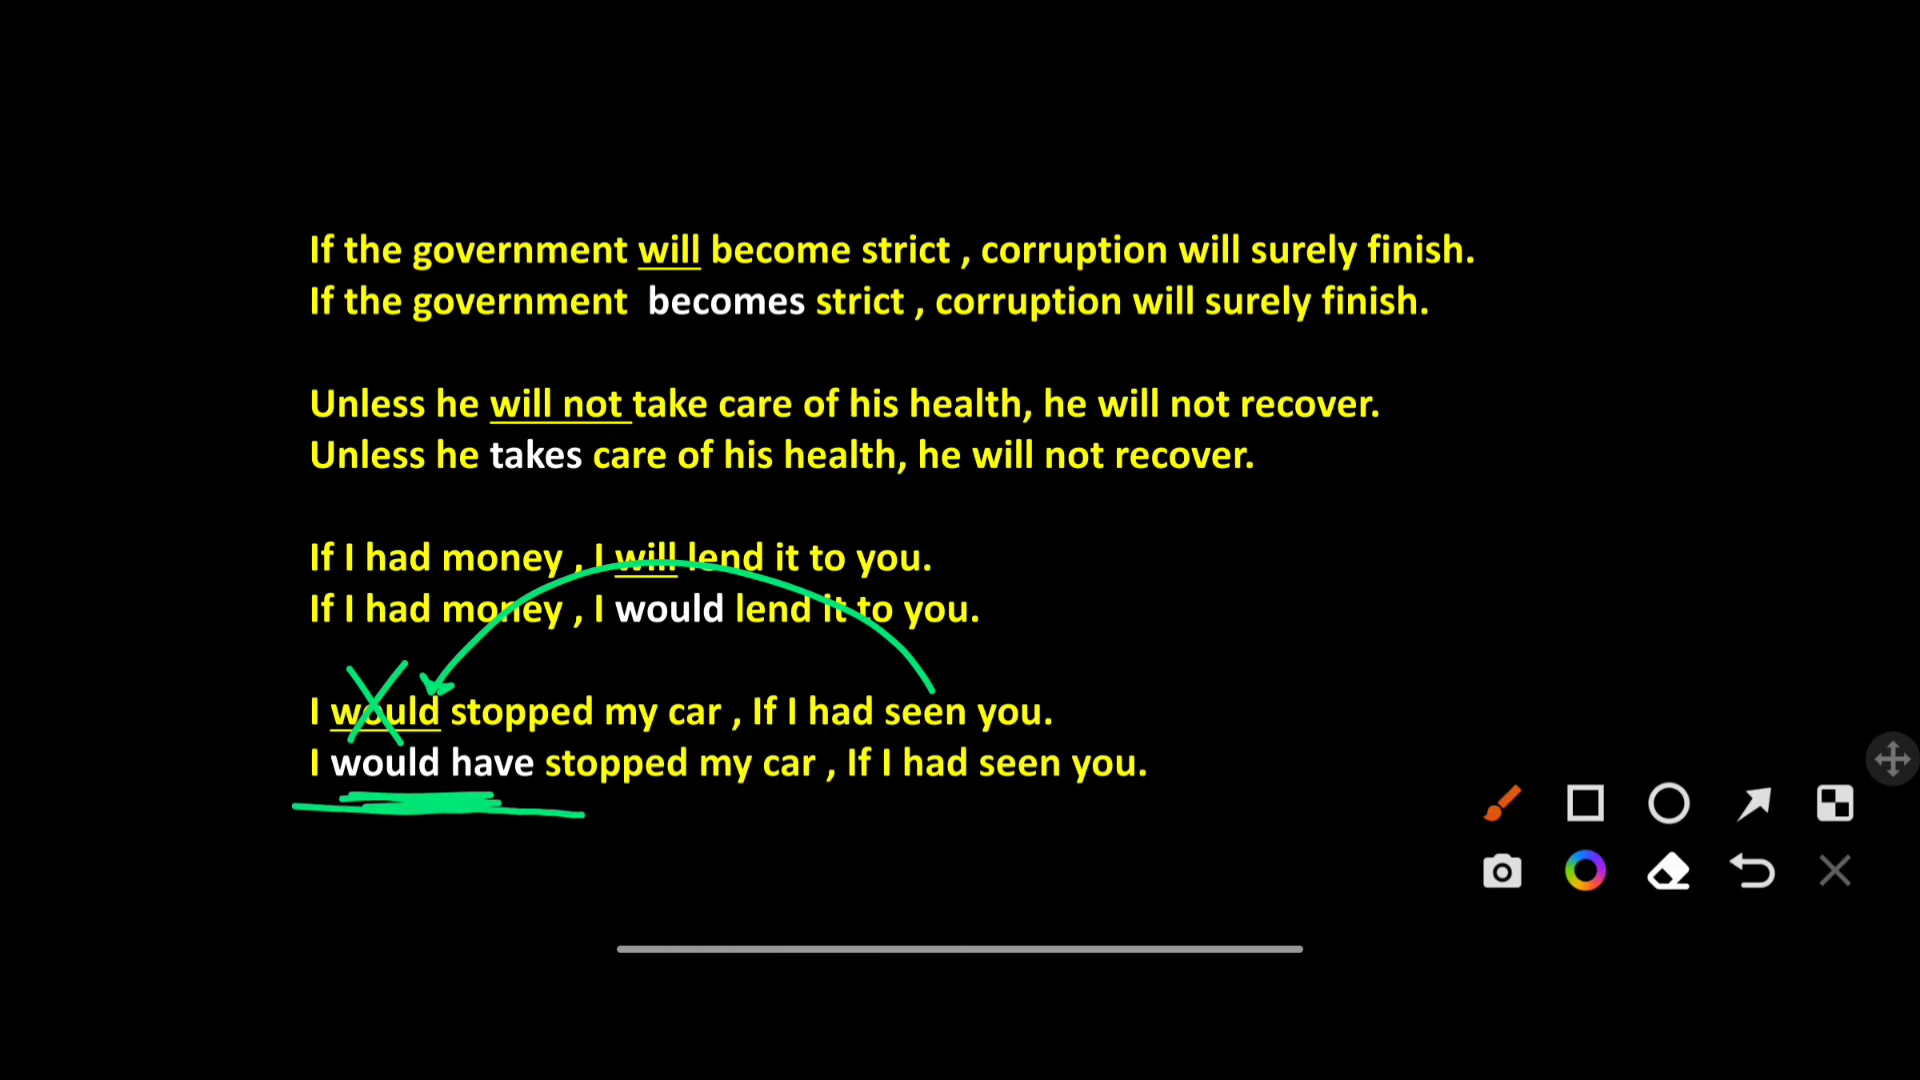 If the government will become strict , corruption will surely finish.
If the government becomes strict , corruption will surely finish.
Unless he will not take care of his health, he will not recover.
Unless he takes care of his health, he will not recover.
If I had money , I will lend it to you.
If I had money , I would lend it to you.
I would stopped my car , If I had seen you.
I would have stopped my car , If I had seen you.